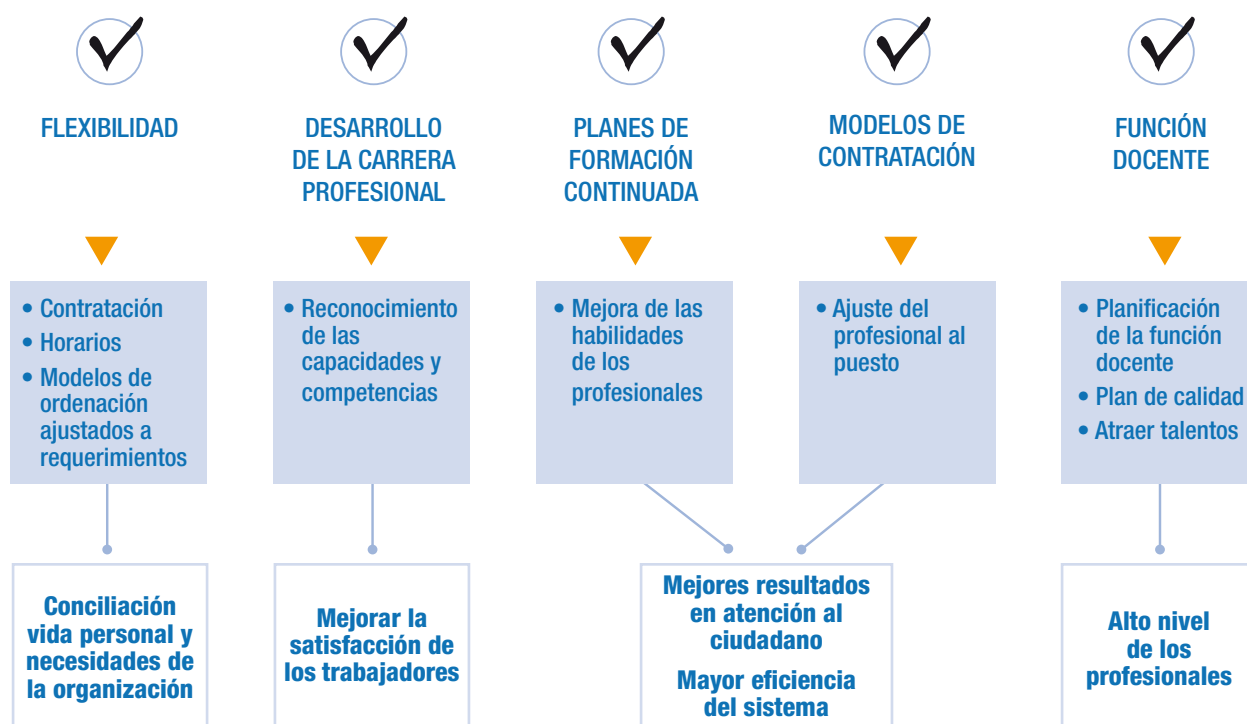 FLEXIBILIDAD
DESARROLLO
DE LA CARRERA
PROFESIONAL
PLANES DE
FORMACIÓN
CONTINUADA
MODELOS DE
CONTRATACIÓN
FUNCIÓN
DOCENTE
• Contratación
• Horarios
• Modelos de
ordenación
ajustados a
requerimientos
• Reconocimiento
de las
capacidades y
competencias
• Mejora de las
habilidades
de los
profesionales
• Ajuste del
profesional al
puesto
• Planificación
de la función
docente
• Plan de calidad
• Atraer talentos
Conciliación
vida personal y
necesidades de
la organización
Mejorar la
satisfacción de
los trabajadores
Mejores resultados
en atención al
ciudadano
Mayor eficiencia
del sistema
Alto nivel
de los
profesionales